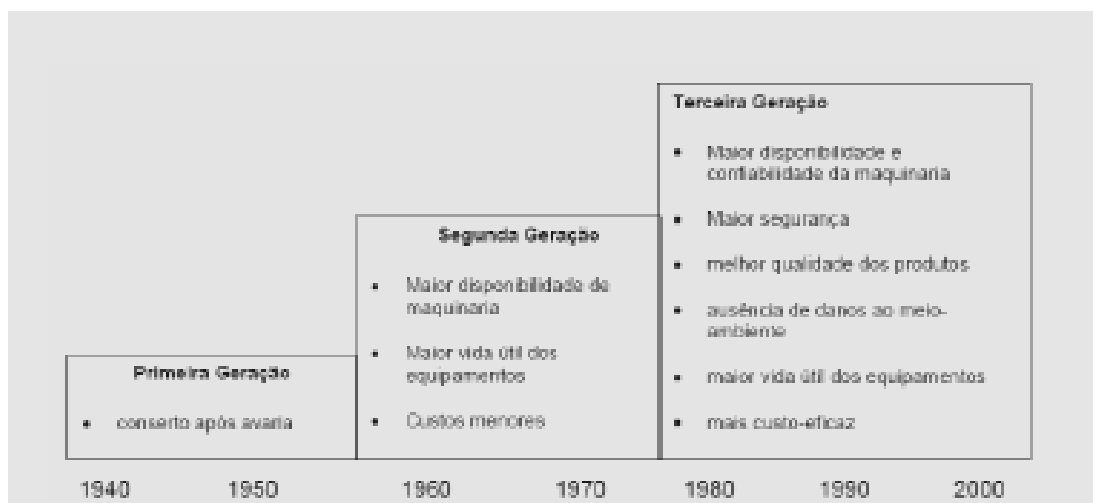 Terceira Geração
• Maior disponibilidade e
confiabilidade da maquinaria
• Maior segurança
• melhor qualidade dos produtos
• ausência de danos ao meio-
ambiente
• maior vida útil dos equipamentos
• mais custo-eficaz
Segunda Geração
• Maior disponibilidade de
maquinaria
• Maior vida útil dos
equipamentos
• Custos menores
Primeira Geração
• conserto após avaria
1940 1950 1960 1970 1980 1990 2000